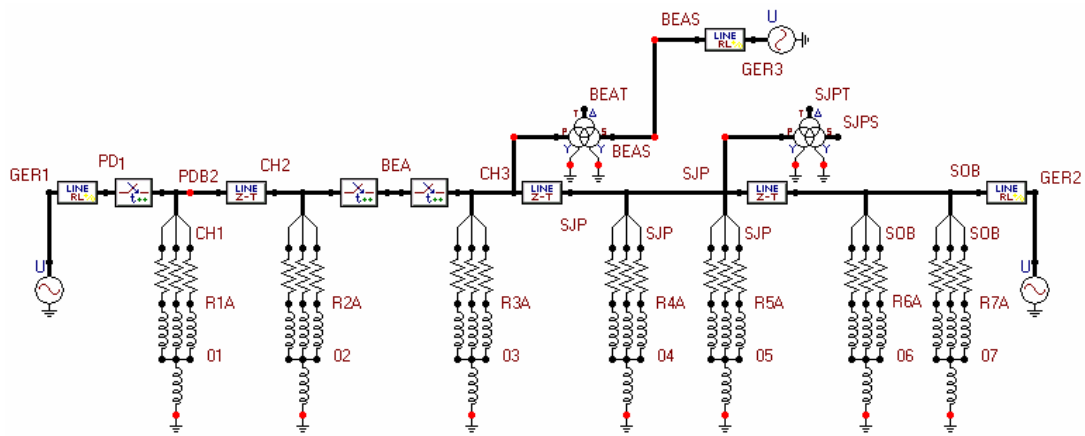 BEAS
U
LINE
RL
GER3
BEAT
T Δ
P S
Y Y
BEAS
SJPT
T Δ
P S
SJPS
Y Y
GER1
LINE
RL
PD1
t++
PDB2
LINE
Z-T
CH2
t++
BEA
t++
CH3
LINE
Z-T
SJP
SJP
LINE
Z-T
SOB
LINE
RL
GER2
U
CH1
SJP
SJP
SOB
SOB
U
R1A
R2A
R3A
R4A
R5A
R6A
R7A
01
02
03
04
05
06
07